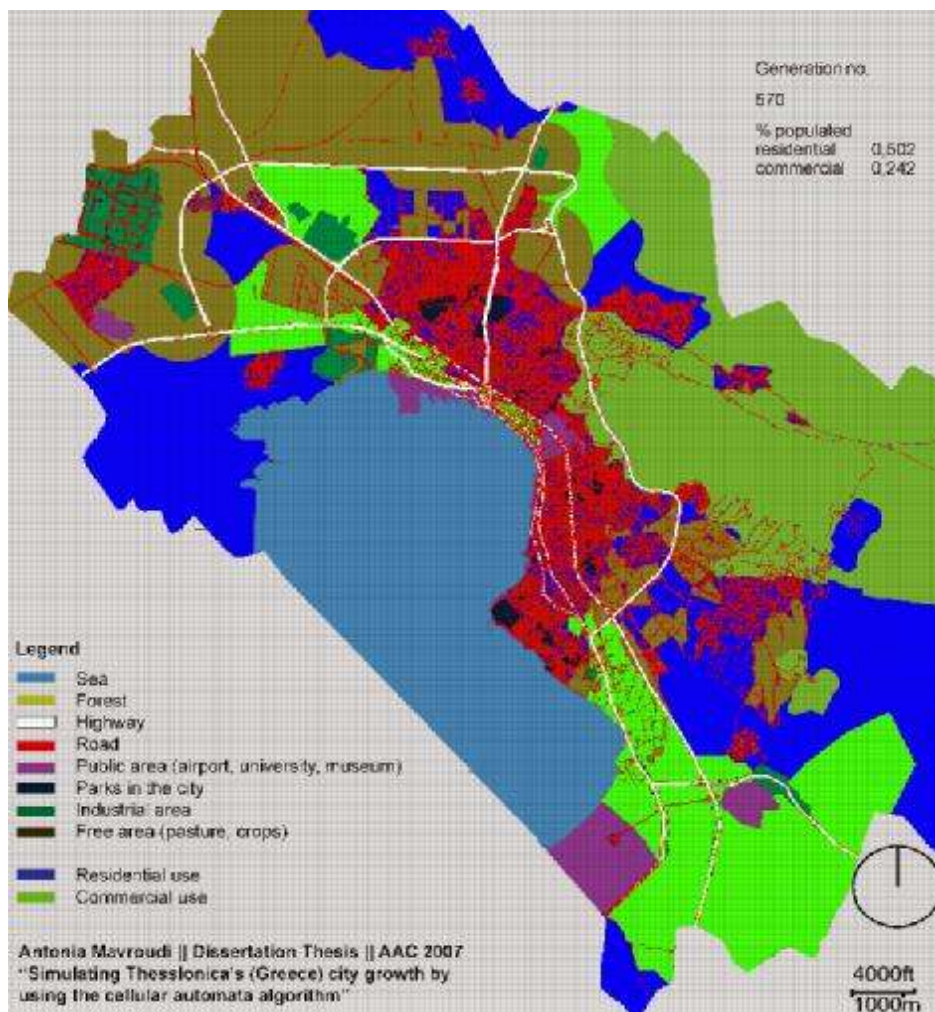 Generation no.
570
% populated
residential 0,502
commercial 0,242
Legend
Sea
Forest
Highway
Road
Public area (airport, university, museum)
Parks in the city
Industrial area
Free area (pasture, crops)
Residential use
Commercial use
Antonia Mavroudi || Dissertation Thesis || AAC 2007
"Simulating Thesslonica's (Greece) city growth by
using the cellular automata algorithm"
4000ft
1000m